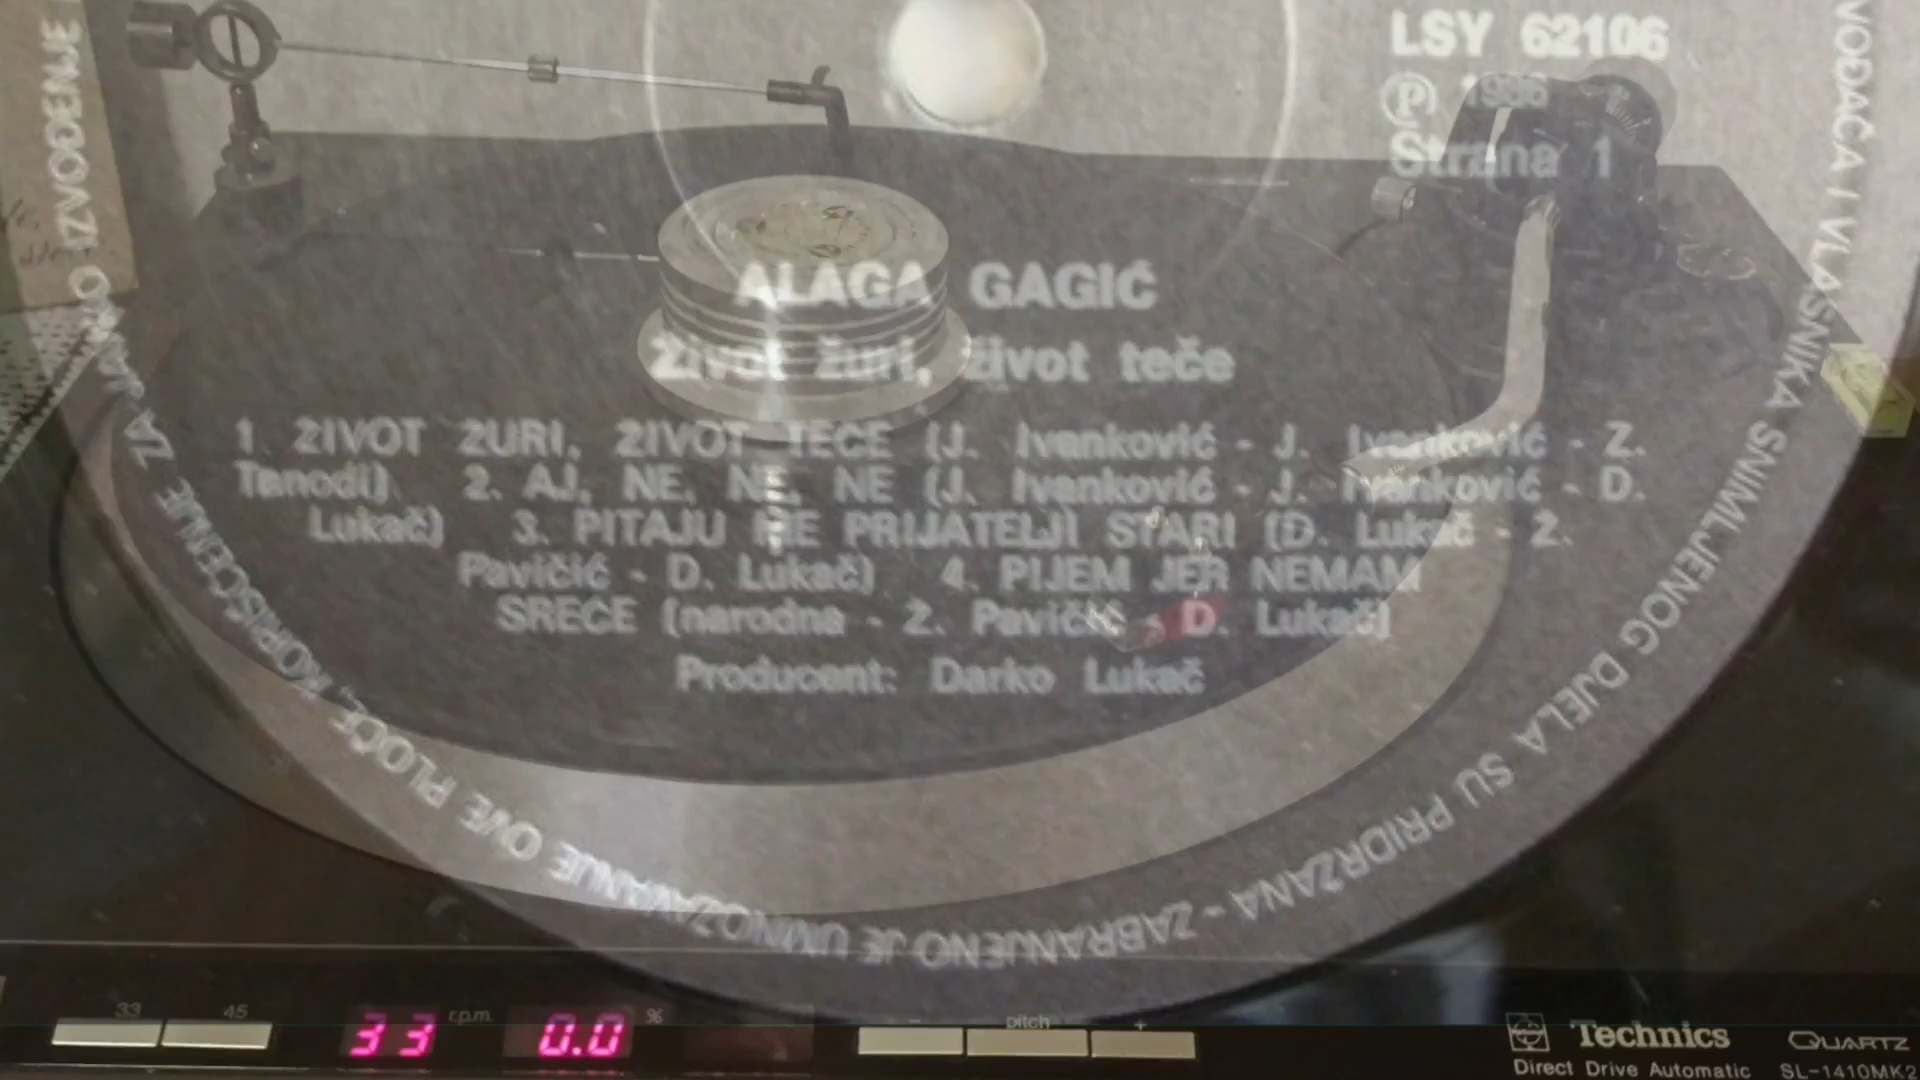 LSY 62106
Ⓟ 1986
Strana 1
ALAGA GAGIĆ
Život žuri, život teče
1. ŽIVOT ŽURI, ŽIVOT TEČE (J. Ivanković - J. Ivanković - Z.
Tanodi) 2. AJ, NE, NE, NE (J. Ivanković - J. Ivanković - D.
Lukač) 3. PITAJU ME PRIJATELJI STARI (D. Lukač - Ž.
Pavičić - D. Lukač) 4. PIJEM JER NEMAM
SREĆE (narodna - Ž. Pavičić - D. Lukač)
Producent: Darko Lukač
VOĐAČA I VLASNIKA SNIMLJENOG DJELA SU PRIDRŽANA - ZABRANJENO JE UMNOŽAVANJE OVE PLOČE, KORIŠĆENJE ZA JAVNO IZVOĐENJE
33 45 33 r.p.m. 0.0 % - pitch +
Technics QUARTZ
Direct Drive Automatic SL-1410MK2